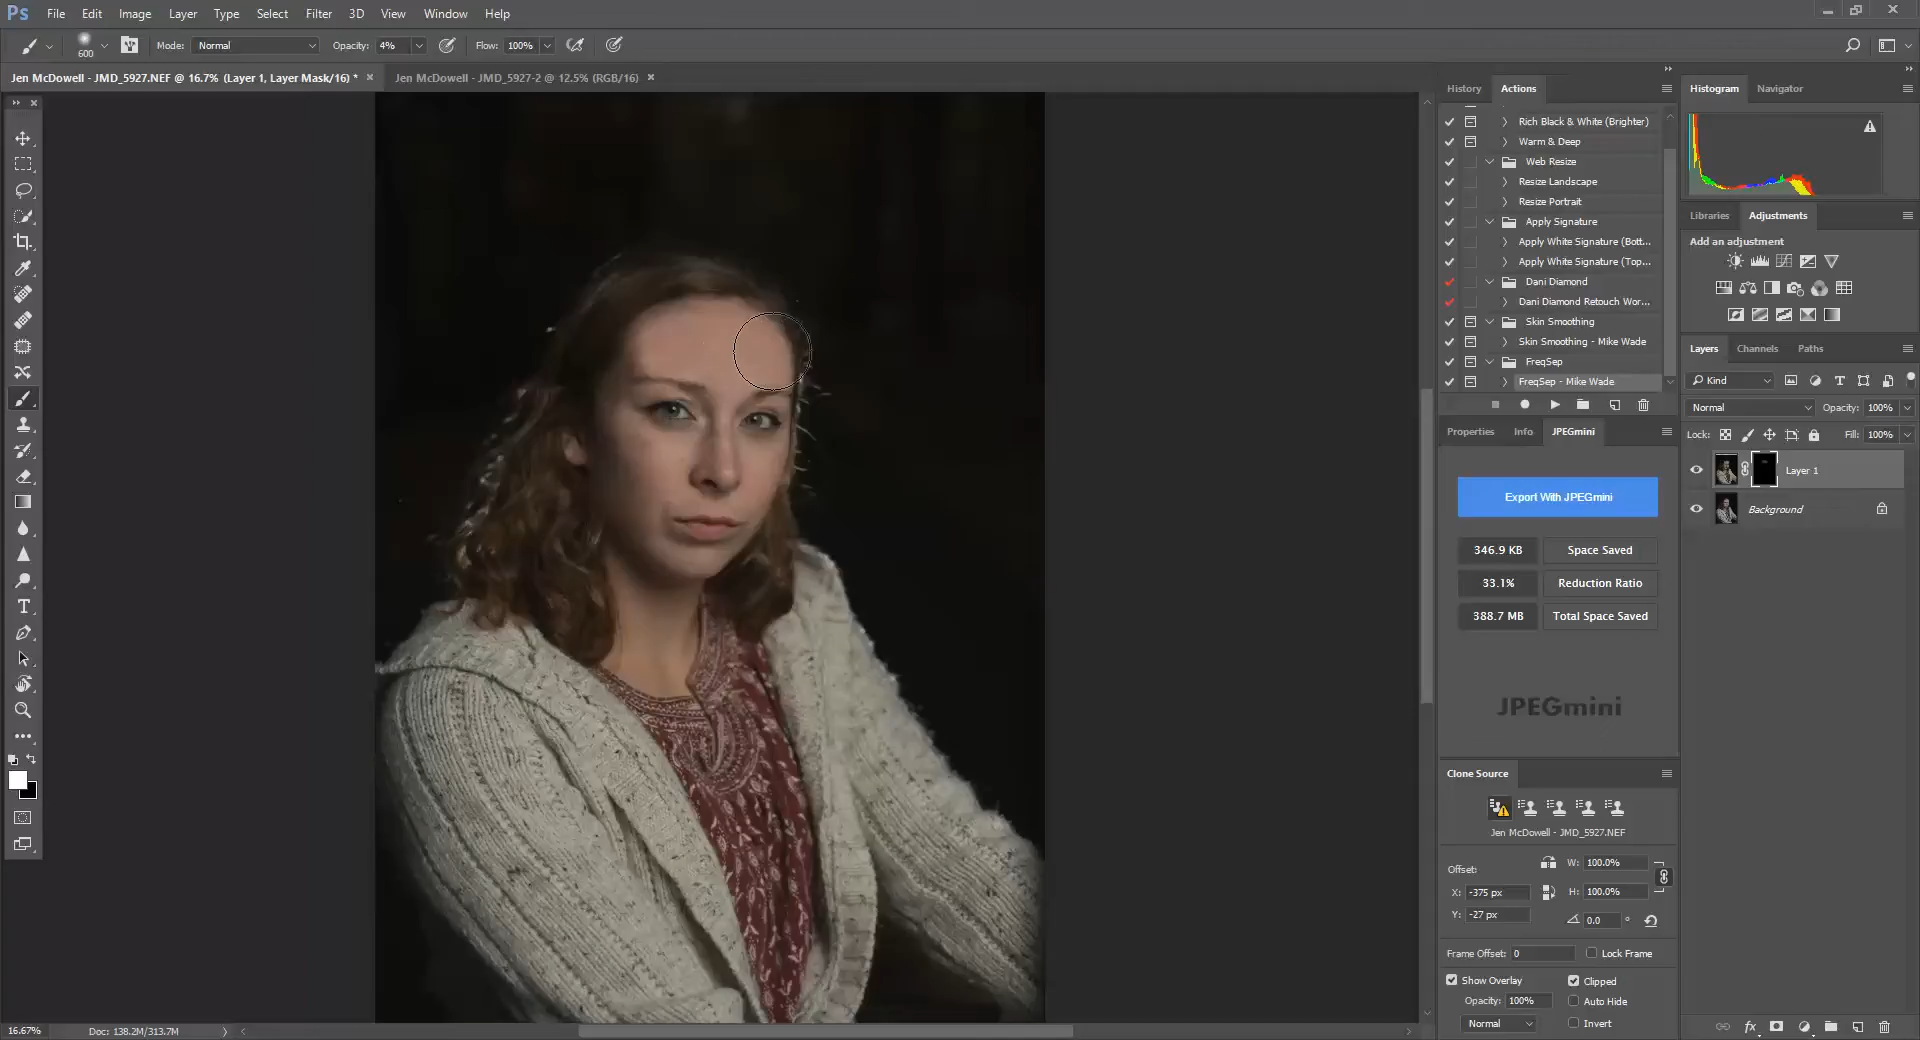 Ps File Edit Image Layer Type Select Filter 3D View Window Help
600 Mode: Normal Opacity: 4% Flow: 100%
Jen McDowell - JMD_5927.NEF @ 16.7% (Layer 1, Layer Mask/16) * × Jen McDowell - JMD_5927-2 @ 12.5% (RGB/16) ×
History Actions
Rich Black & White (Brighter)
Warm & Deep
Web Resize
Resize Landscape
Resize Portrait
Apply Signature
Apply White Signature (Bott...
Apply White Signature (Top...
Dani Diamond
Dani Diamond Retouch Wor...
Skin Smoothing
Skin Smoothing - Mike Wade
FreqSep
FreqSep - Mike Wade
Properties Info JPEGmini
Export With JPEGmini
346.9 KB Space Saved
33.1% Reduction Ratio
388.7 MB Total Space Saved
JPEGmini
Clone Source
Jen McDowell - JMD_5927.NEF
Offset: W: 100.0%
X: -375 px H: 100.0%
Y: -27 px 0.0 °
Frame Offset: 0 Lock Frame
Show Overlay Clipped
Opacity: 100% Auto Hide
Normal Invert
Histogram Navigator
Libraries Adjustments
Add an adjustment
Layers Channels Paths
Kind
Normal Opacity: 100%
Lock: Fill: 100%
Layer 1
Background
16.67% Doc: 138.2M/313.7M